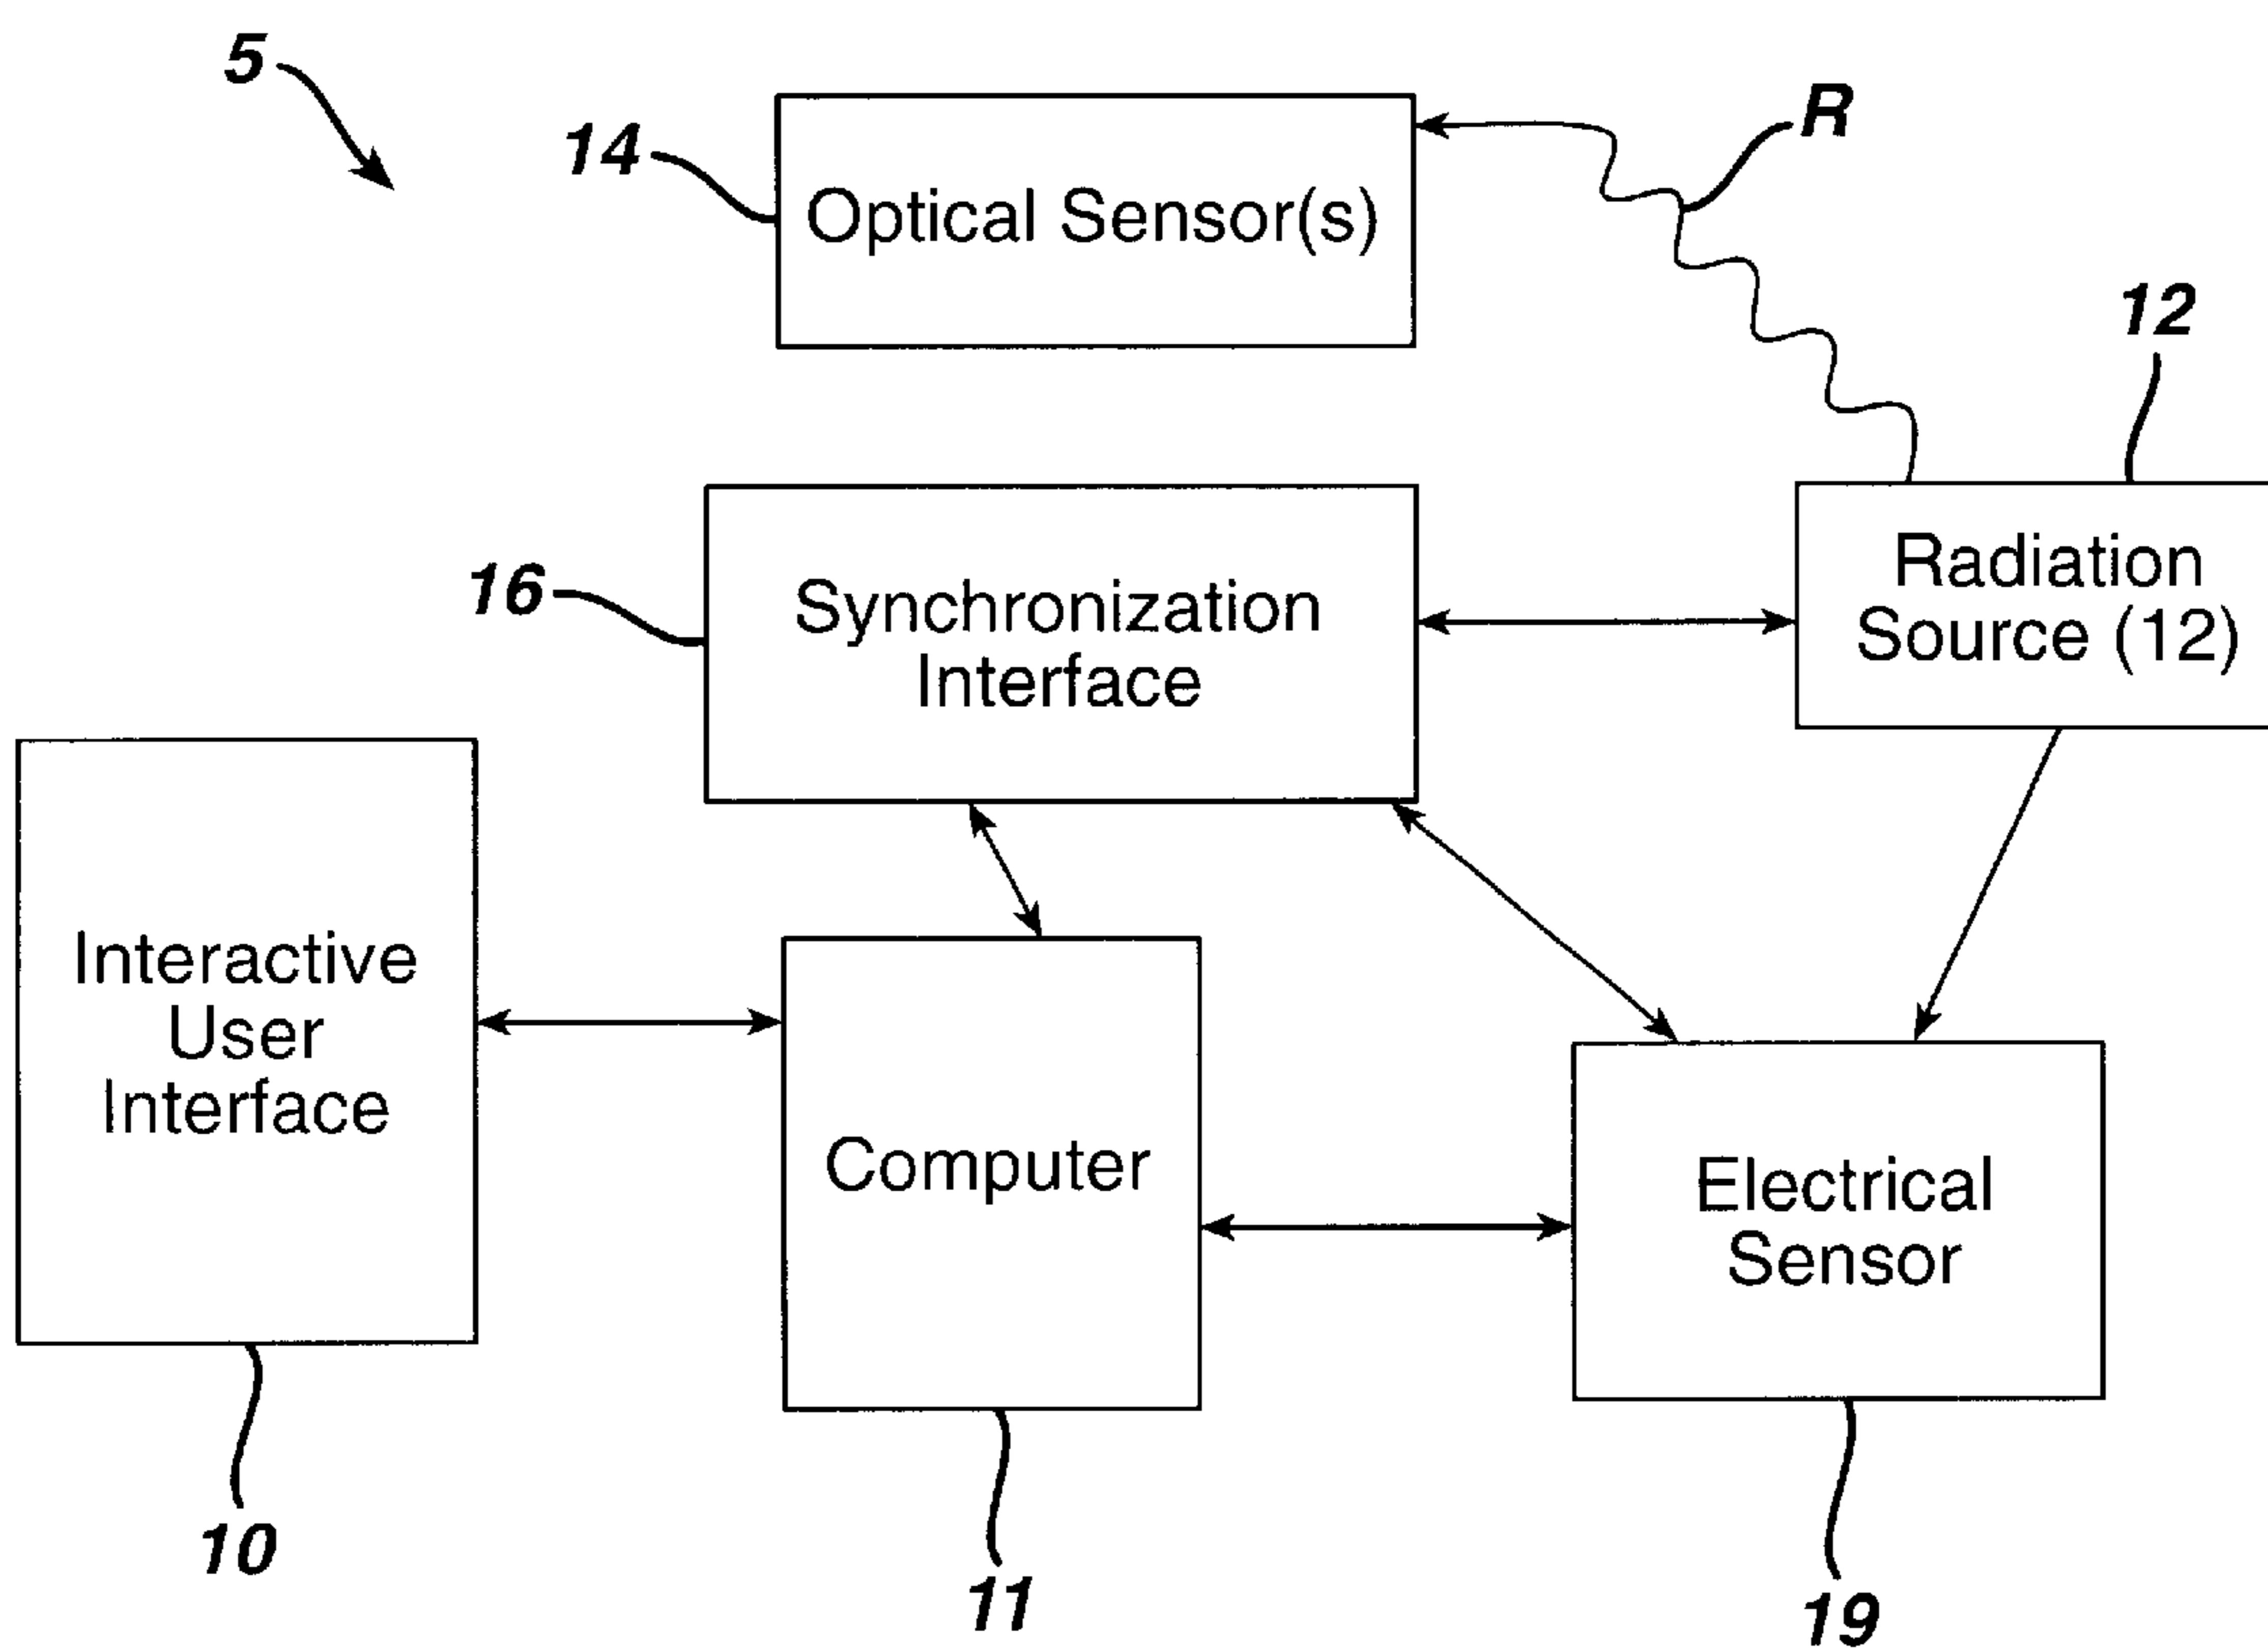 5
R
14
Optical Sensor(s)
12
Radiation
Source (12)
16
Synchronization
Interface
Interactive
User
Interface
Computer
Electrical
Sensor
10
11
19